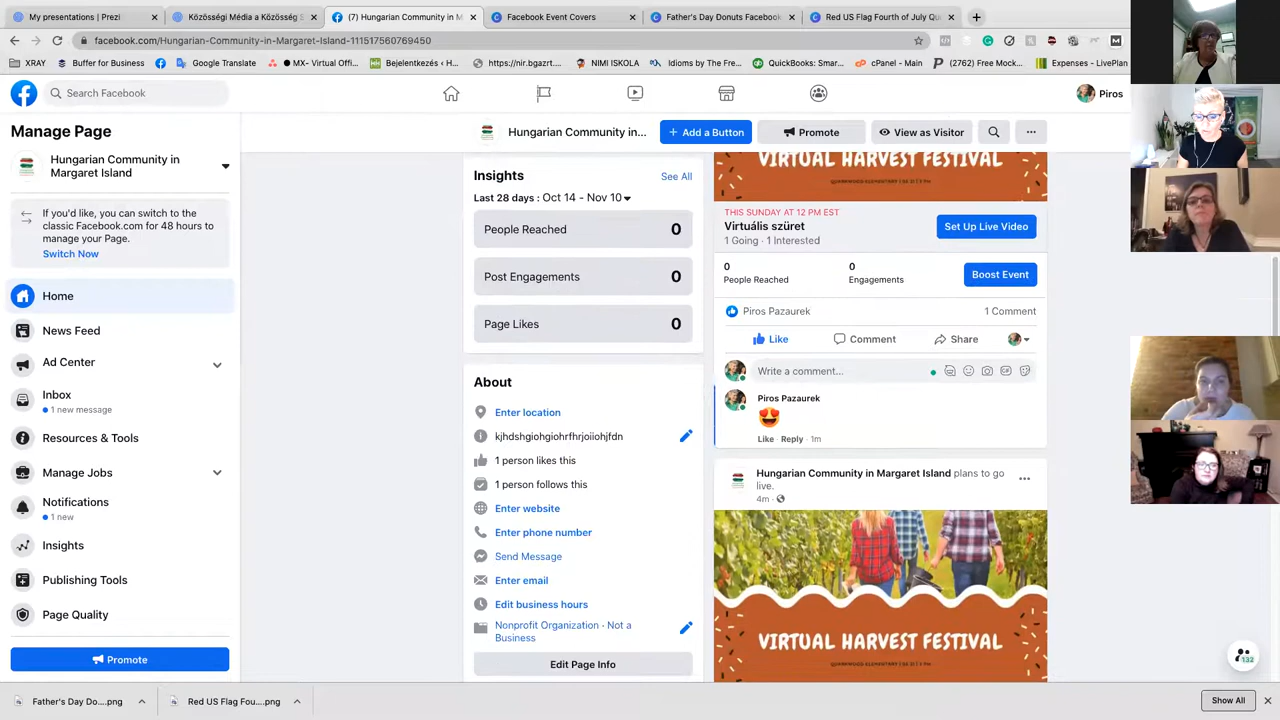 My presentations | Prezi
Közösségi Média a Közösség S
(7) Hungarian Community in M
Facebook Event Covers
Father's Day Donuts Facebook
Red US Flag Fourth of July Qu
facebook.com/Hungarian-Community-in-Margaret-Island-111517560769450
XRAY
Buffer for Business
Google Translate
MX- Virtual Offi...
Bejelentkezés ‹ H...
https://nir.bgazrt....
NIMI ISKOLA
Idioms by The Fre...
QuickBooks: Smar...
cPanel - Main
(2762) Free Mock...
Expenses - LivePlan
Search Facebook
Piros
Manage Page
Hungarian Community in
Margaret Island
If you'd like, you can switch to the
classic Facebook.com for 48 hours to
manage your Page.
Switch Now
Home
News Feed
Ad Center
Inbox
1 new message
Resources & Tools
Manage Jobs
Notifications
1 new
Insights
Publishing Tools
Page Quality
Promote
Hungarian Community in...
+ Add a Button
Promote
View as Visitor
Insights
See All
Last 28 days : Oct 14 - Nov 10
People Reached 0
Post Engagements 0
Page Likes 0
About
Enter location
kjhdshgiohgiohrfhrjoiiohjfdn
1 person likes this
1 person follows this
Enter website
Enter phone number
Send Message
Enter email
Edit business hours
Nonprofit Organization · Not a
Business
Edit Page Info
VIRTUAL HARVEST FESTIVAL
THIS SUNDAY AT 12 PM EST
Virtuális szüret
1 Going · 1 Interested
Set Up Live Video
0
People Reached
0
Engagements
Boost Event
Piros Pazaurek
1 Comment
Like
Comment
Share
Write a comment...
GIF
Piros Pazaurek
Like · Reply · 1m
Hungarian Community in Margaret Island plans to go
live.
4m
VIRTUAL HARVEST FESTIVAL
132
Father's Day Do....png
Red US Flag Fou....png
Show All